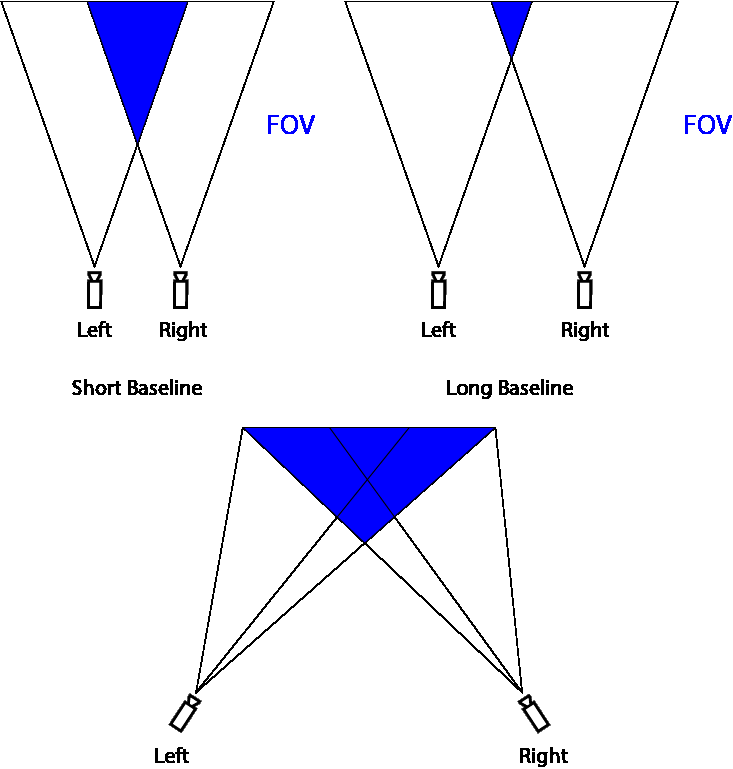 FOV
FOV
Left
Right
Left
Right
Short Baseline
Long Baseline
Left
Right